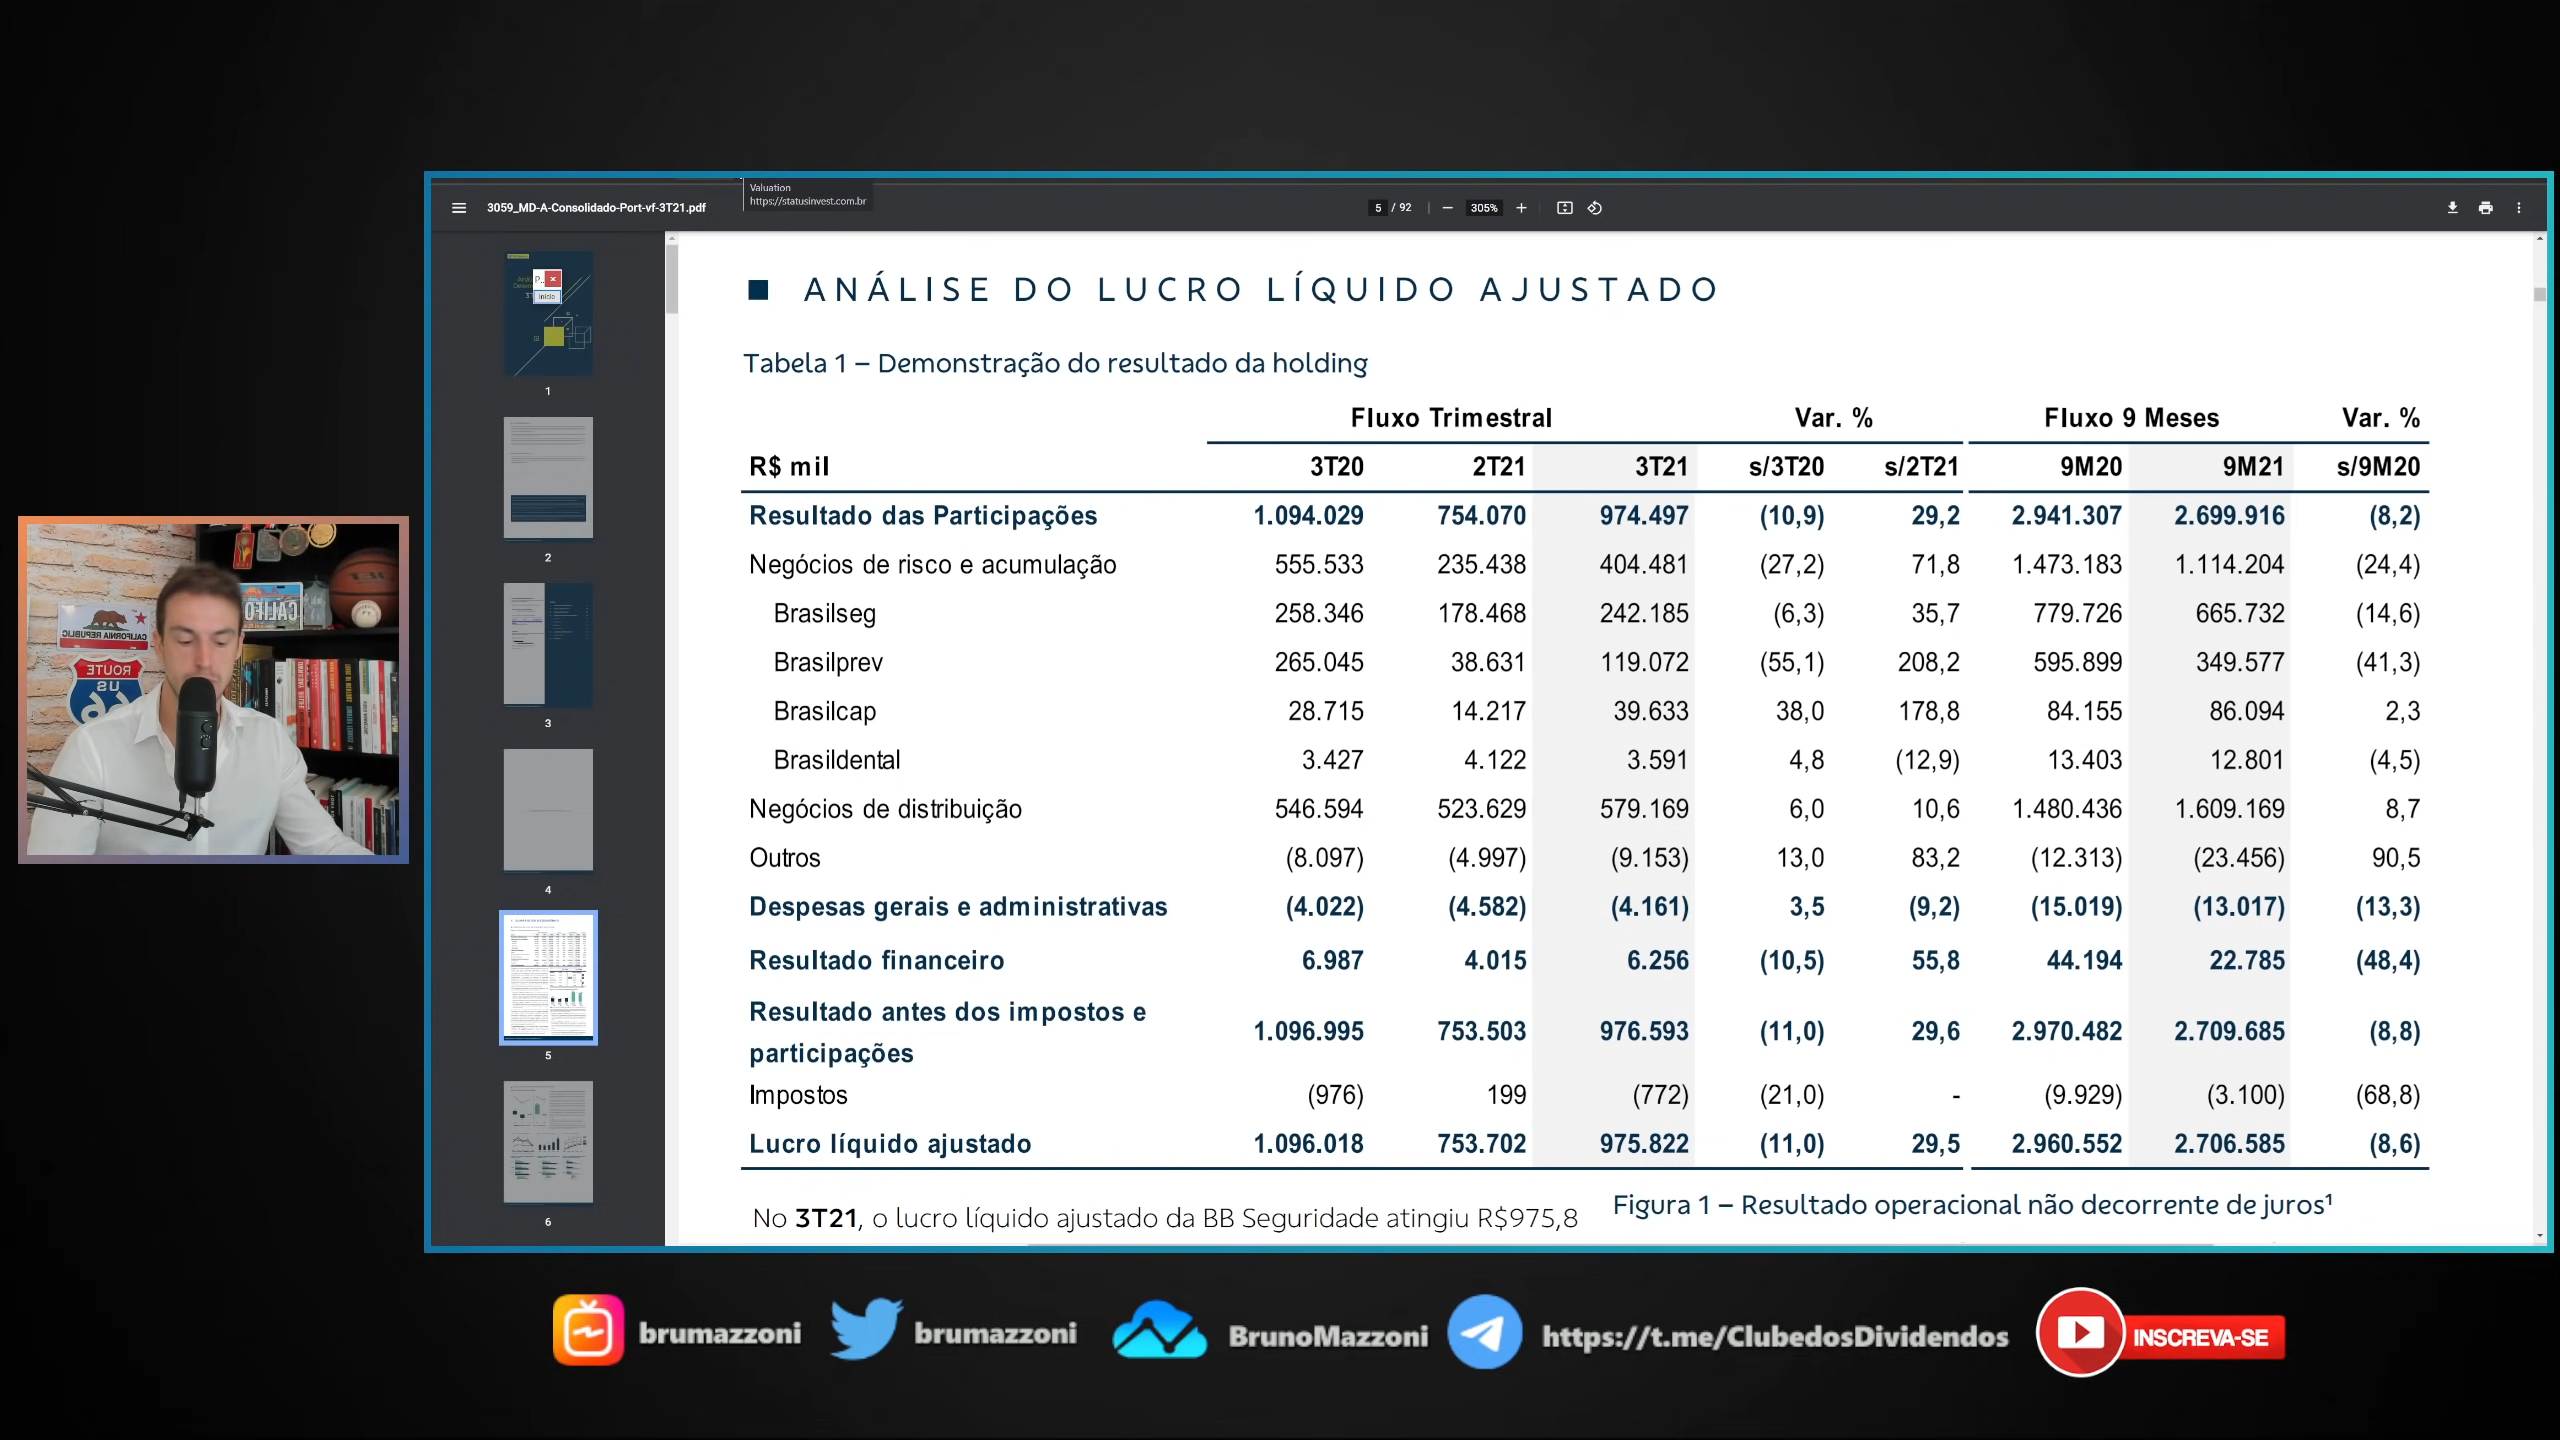 3059_MD-A-Consolidado-Port-vf-3T21.pdf
Valuation
https://statusinvest.com.br
5 / 92
305%
1
2
3
4
5
6
Início
CALIFORNIA REPUBLIC
ROUTE
US
ANÁLISE DO LUCRO LÍQUIDO AJUSTADO
Tabela 1 – Demonstração do resultado da holding
Fluxo Trimestral Var. % Fluxo 9 Meses Var. %
R$ mil 3T20 2T21 3T21 s/3T20 s/2T21 9M20 9M21 s/9M20
Resultado das Participações 1.094.029 754.070 974.497 (10,9) 29,2 2.941.307 2.699.916 (8,2)
Negócios de risco e acumulação 555.533 235.438 404.481 (27,2) 71,8 1.473.183 1.114.204 (24,4)
Brasilseg 258.346 178.468 242.185 (6,3) 35,7 779.726 665.732 (14,6)
Brasilprev 265.045 38.631 119.072 (55,1) 208,2 595.899 349.577 (41,3)
Brasilcap 28.715 14.217 39.633 38,0 178,8 84.155 86.094 2,3
Brasildental 3.427 4.122 3.591 4,8 (12,9) 13.403 12.801 (4,5)
Negócios de distribuição 546.594 523.629 579.169 6,0 10,6 1.480.436 1.609.169 8,7
Outros (8.097) (4.997) (9.153) 13,0 83,2 (12.313) (23.456) 90,5
Despesas gerais e administrativas (4.022) (4.582) (4.161) 3,5 (9,2) (15.019) (13.017) (13,3)
Resultado financeiro 6.987 4.015 6.256 (10,5) 55,8 44.194 22.785 (48,4)
Resultado antes dos impostos e
participações 1.096.995 753.503 976.593 (11,0) 29,6 2.970.482 2.709.685 (8,8)
Impostos (976) 199 (772) (21,0) - (9.929) (3.100) (68,8)
Lucro líquido ajustado 1.096.018 753.702 975.822 (11,0) 29,5 2.960.552 2.706.585 (8,6)
No 3T21, o lucro líquido ajustado da BB Seguridade atingiu R$975,8
Figura 1 – Resultado operacional não decorrente de juros¹
brumazzoni
brumazzoni
BrunoMazzoni
https://t.me/ClubedosDividendos
INSCREVA-SE